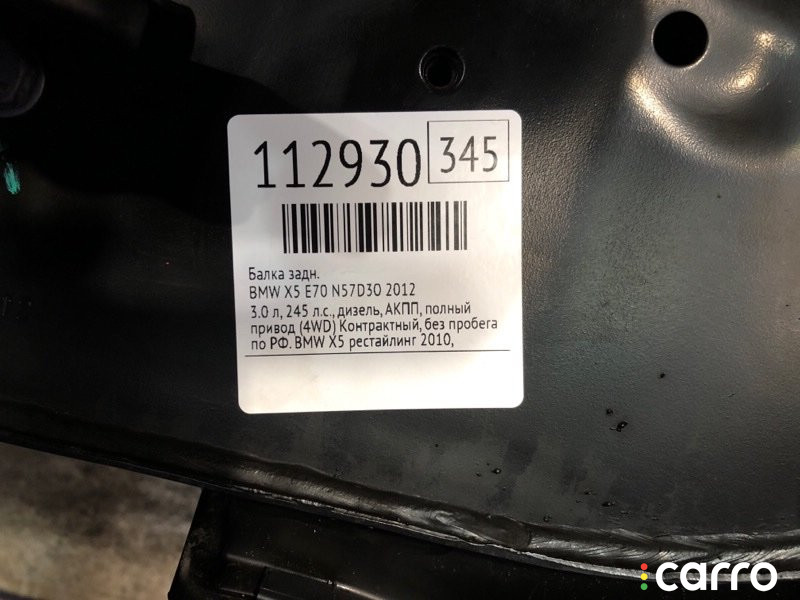 112930 345
Балка задн.
BMW X5 E70 N57D30 2012
3.0 л, 245 л.с., дизель, АКПП, полный
привод (4WD) Контрактный, без пробега
по РФ. BMW X5 рестайлинг 2010,
carro